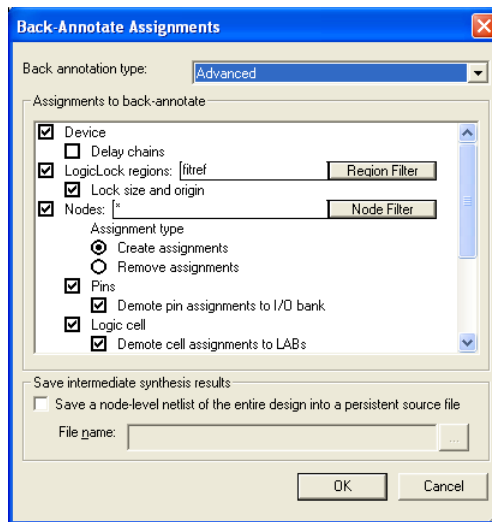 Back-Annotate Assignments
Back annotation type: Advanced
Assignments to back-annotate
Device
Delay chains
LogicLock regions: fitref Region Filter
Lock size and origin
Nodes: * Node Filter
Assignment type
Create assignments
Remove assignments
Pins
Demote pin assignments to I/O bank
Logic cell
Demote cell assignments to LABs
Save intermediate synthesis results
Save a node-level netlist of the entire design into a persistent source file
File name: ...
OK Cancel